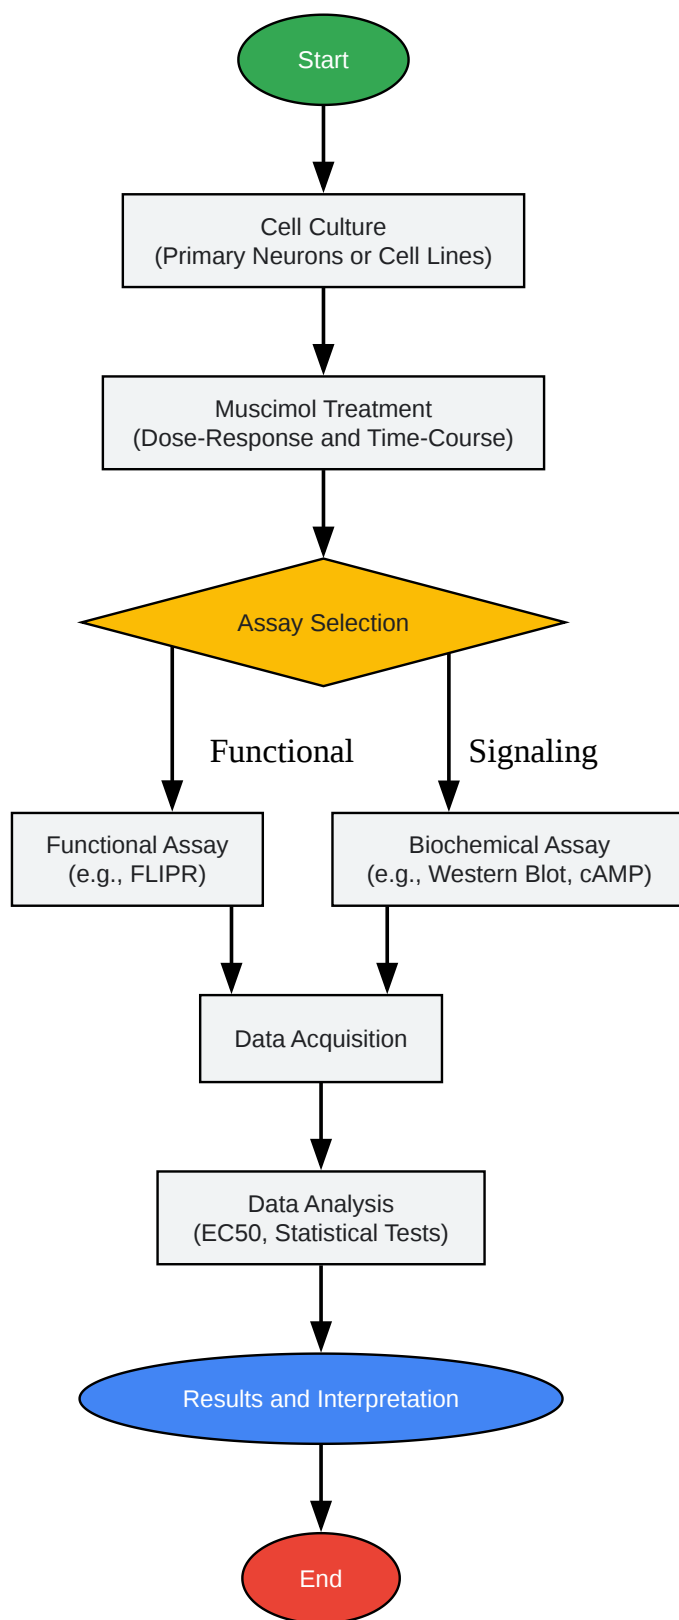 Start
Cell Culture
(Primary Neurons or Cell Lines)
Muscimol Treatment
(Dose-Response and Time-Course)
Assay Selection
Functional
Signaling
Functional Assay
(e.g., FLIPR)
Biochemical Assay
(e.g., Western Blot, cAMP)
Data Acquisition
Data Analysis
(EC50, Statistical Tests)
Results and Interpretation
End